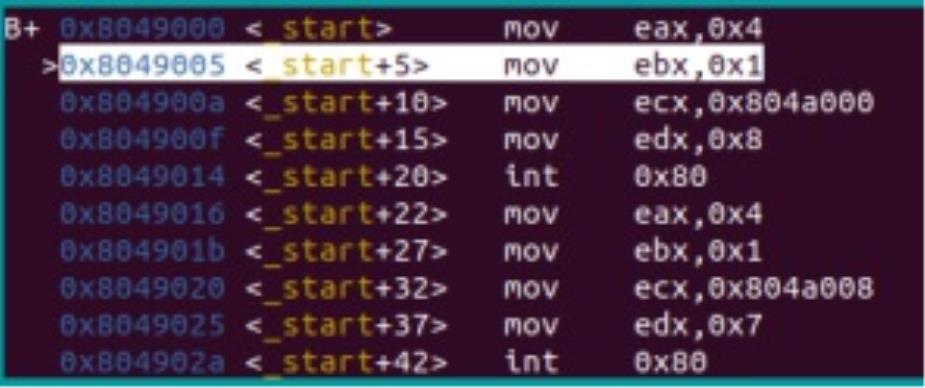 B+ 0x8049000 <_start> mov eax,0x4
>0x8049005 <_start+5> mov ebx,0x1
0x804900a <_start+10> mov ecx,0x804a000
0x804900f <_start+15> mov edx,0x8
0x8049014 <_start+20> int 0x80
0x8049016 <_start+22> mov eax,0x4
0x804901b <_start+27> mov ebx,0x1
0x8049020 <_start+32> mov ecx,0x804a008
0x8049025 <_start+37> mov edx,0x7
0x804902a <_start+42> int 0x80